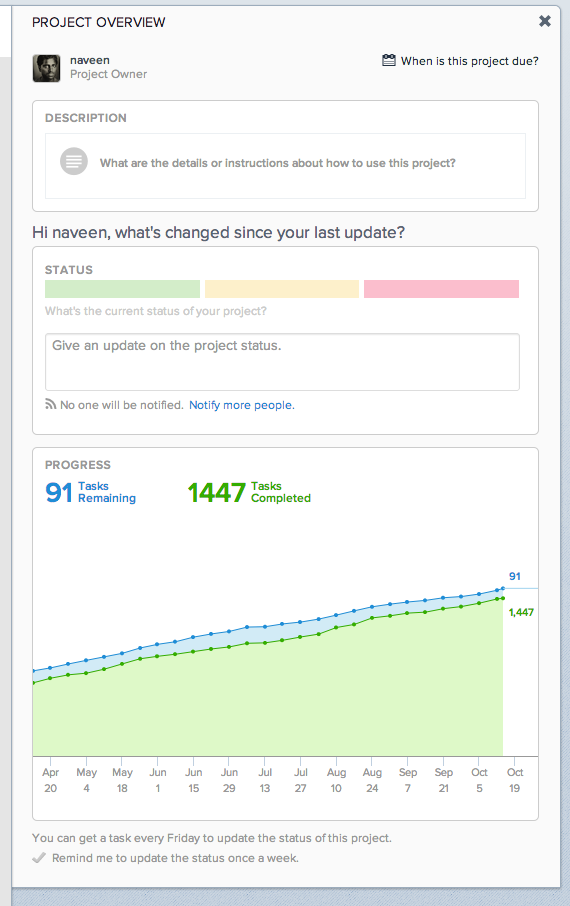 PROJECT OVERVIEW
naveen
Project Owner
When is this project due?
DESCRIPTION
What are the details or instructions about how to use this project?
Hi naveen, what's changed since your last update?
STATUS
What's the current status of your project?
Give an update on the project status.
No one will be notified. Notify more people.
PROGRESS
91 Tasks Remaining
1447 Tasks Completed
91
1,447
Apr 20
May 4
May 18
Jun 1
Jun 15
Jun 29
Jul 13
Jul 27
Aug 10
Aug 24
Sep 7
Sep 21
Oct 5
Oct 19
You can get a task every Friday to update the status of this project.
Remind me to update the status once a week.